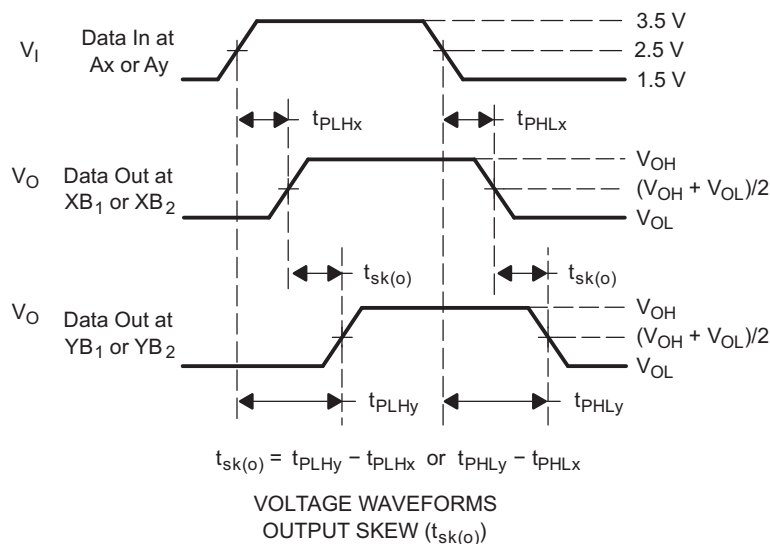 3.5 V
V_I Data In at Ax or Ay
2.5 V
1.5 V
t_PLHx
t_PHLx
V_OH
V_O Data Out at XB_1 or XB_2
(V_OH + V_OL)/2
V_OL
t_sk(o)
t_sk(o)
V_OH
V_O Data Out at YB_1 or YB_2
(V_OH + V_OL)/2
V_OL
t_PLHy
t_PHLy
t_sk(o) = t_PLHy − t_PLHx or t_PHLy − t_PHLx
VOLTAGE WAVEFORMS
OUTPUT SKEW (t_sk(o))